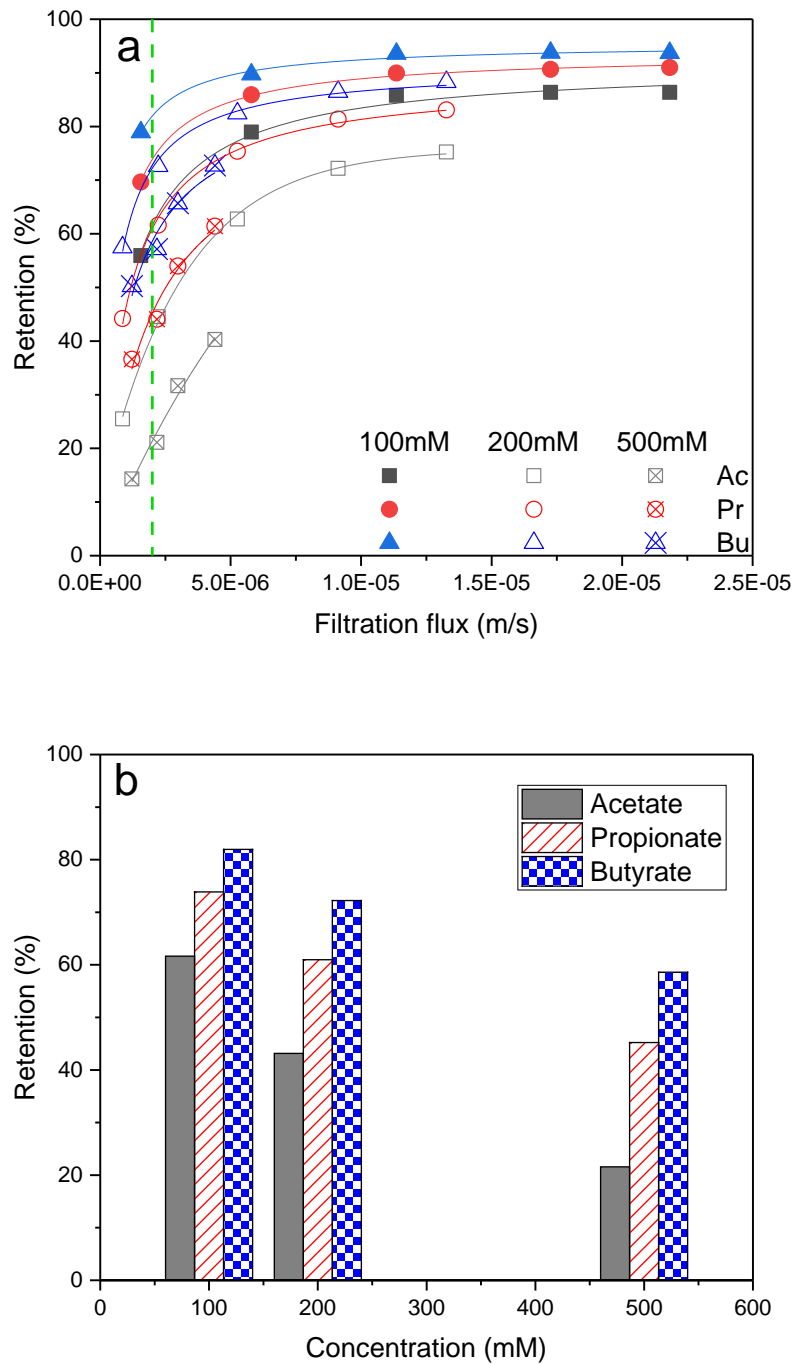 a
100
80
60
40
20
0
Retention (%)
100mM 200mM 500mM
Ac
Pr
Bu
0.0E+00 5.0E-06 1.0E-05 1.5E-05 2.0E-05 2.5E-05
Filtration flux (m/s)
b
100
80
60
40
20
0
Retention (%)
Acetate
Propionate
Butyrate
0 100 200 300 400 500 600
Concentration (mM)